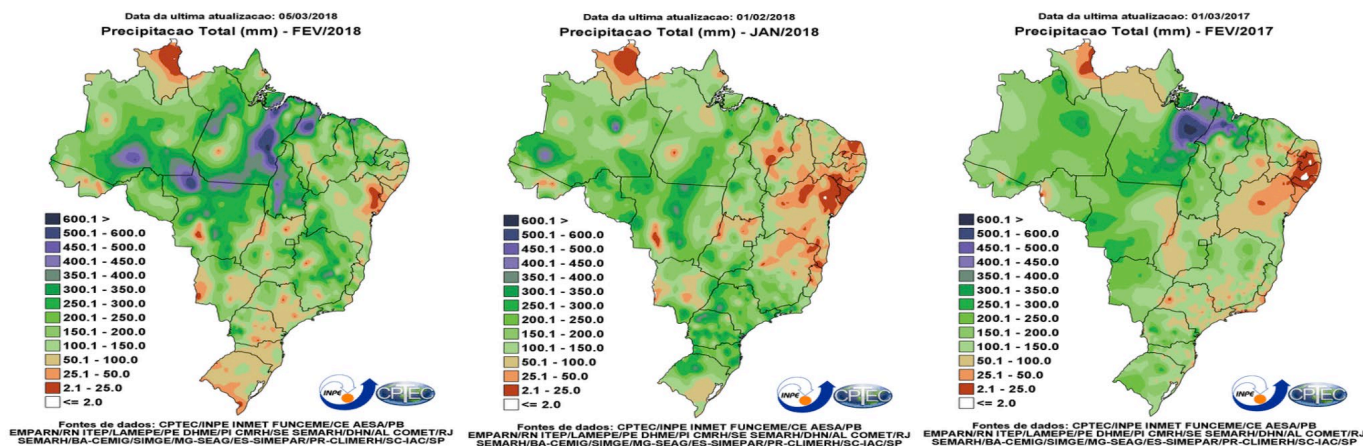 Data da ultima atualizacao: 05/03/2018
Precipitacao Total (mm) - FEV/2018
600.1 >
500.1 - 600.0
450.1 - 500.0
400.1 - 450.0
350.1 - 400.0
300.1 - 350.0
250.1 - 300.0
200.1 - 250.0
150.1 - 200.0
100.1 - 150.0
50.1 - 100.0
25.1 - 50.0
2.1 - 25.0
<= 2.0
INPE
CPTEC
Fontes de dados: CPTEC/INPE INMET FUNCEME/CE AESA/PB
EMPARN/RN ITEP/LAMEPE/PE DHME/PI CMRH/SE SEMARH/DHN/AL COMET/RJ
SEMARH/BA-CEMIG/SIMGE/MG-SEAG/ES-SIMEPAR/PR-CLIMERH/SC-IAC/SP
Data da ultima atualizacao: 01/02/2018
Precipitacao Total (mm) - JAN/2018
600.1 >
500.1 - 600.0
450.1 - 500.0
400.1 - 450.0
350.1 - 400.0
300.1 - 350.0
250.1 - 300.0
200.1 - 250.0
150.1 - 200.0
100.1 - 150.0
50.1 - 100.0
25.1 - 50.0
2.1 - 25.0
<= 2.0
INPE
CPTEC
Fontes de dados: CPTEC/INPE INMET FUNCEME/CE AESA/PB
EMPARN/RN ITEP/LAMEPE/PE DHME/PI CMRH/SE SEMARH/DHN/AL COMET/RJ
SEMARH/BA-CEMIG/SIMGE/MG-SEAG/ES-SIMEPAR/PR-CLIMERH/SC-IAC/SP
Data da ultima atualizacao: 01/03/2017
Precipitacao Total (mm) - FEV/2017
600.1 >
500.1 - 600.0
450.1 - 500.0
400.1 - 450.0
350.1 - 400.0
300.1 - 350.0
250.1 - 300.0
200.1 - 250.0
150.1 - 200.0
100.1 - 150.0
50.1 - 100.0
25.1 - 50.0
2.1 - 25.0
<= 2.0
INPE
CPTEC
Fontes de dados: CPTEC/INPE INMET FUNCEME/CE AESA/PB
EMPARN/RN ITEP/LAMEPE/PE DHME/PI CMRH/SE SEMARH/DHN/AL COMET/RJ
SEMARH/BA-CEMIG/SIMGE/MG-SEAG/ES-SIMEPAR/PR-CLIMERH/SC-IAC/SP